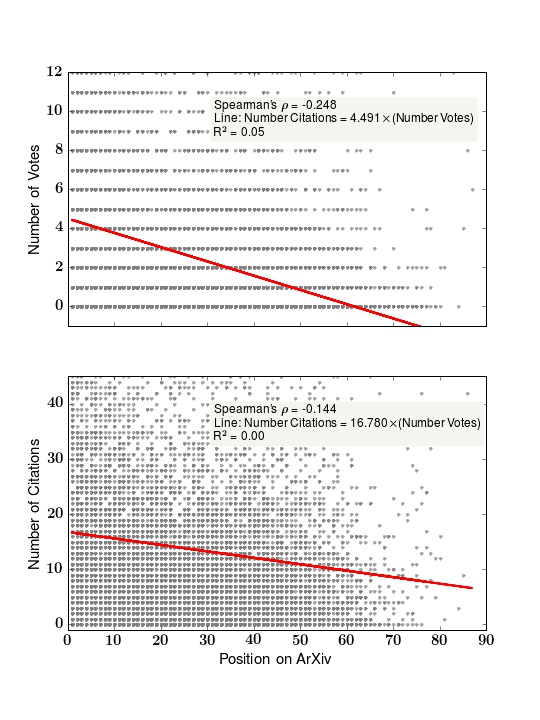 12
10
8
6
4
2
0
Number of Votes
Spearman's ρ = -0.248
Line: Number Citations = 4.491×(Number Votes)
R² = 0.05
40
30
20
10
0
Number of Citations
Spearman's ρ = -0.144
Line: Number Citations = 16.780×(Number Votes)
R² = 0.00
0 10 20 30 40 50 60 70 80 90
Position on ArXiv